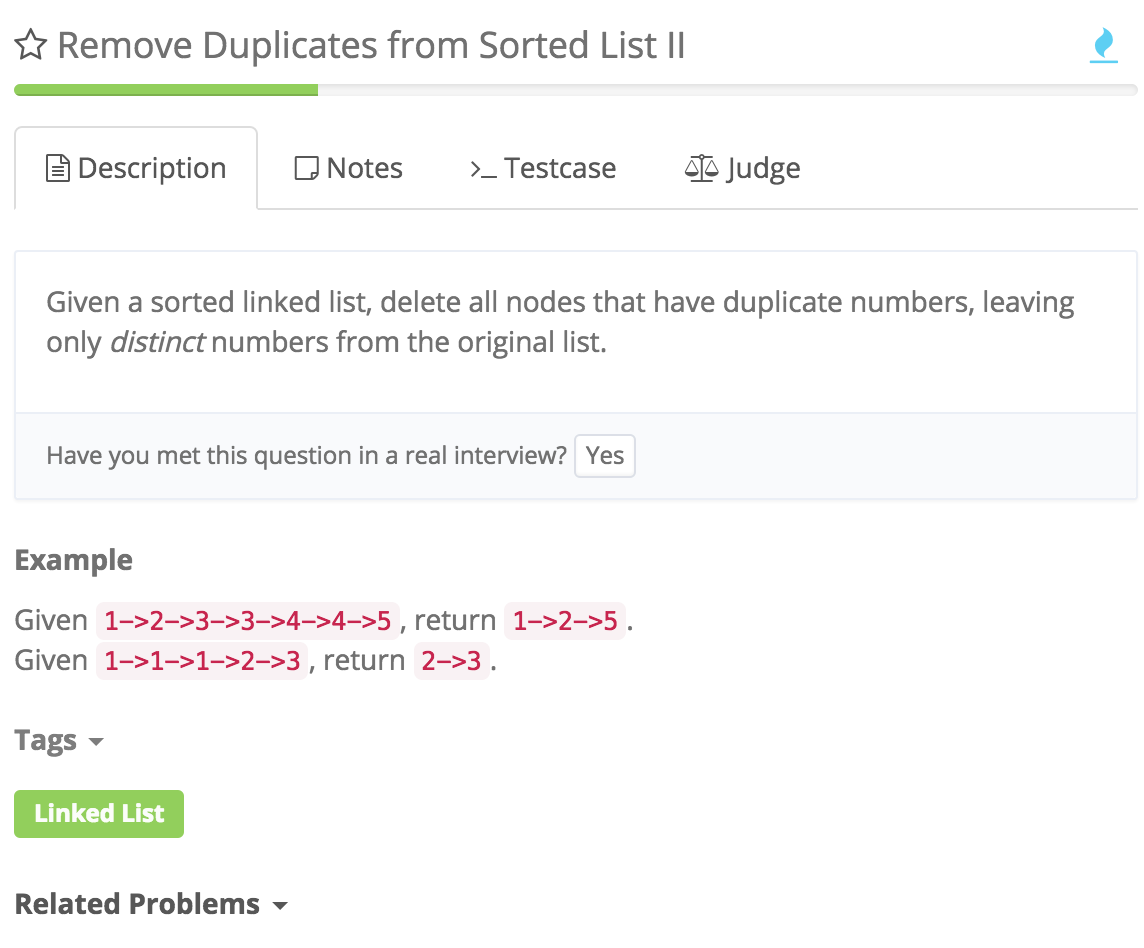 Remove Duplicates from Sorted List II
Description Notes >_ Testcase Judge
Given a sorted linked list, delete all nodes that have duplicate numbers, leaving
only distinct numbers from the original list.
Have you met this question in a real interview? Yes
Example
Given 1->2->3->3->4->4->5, return 1->2->5.
Given 1->1->1->2->3, return 2->3.
Tags
Linked List
Related Problems